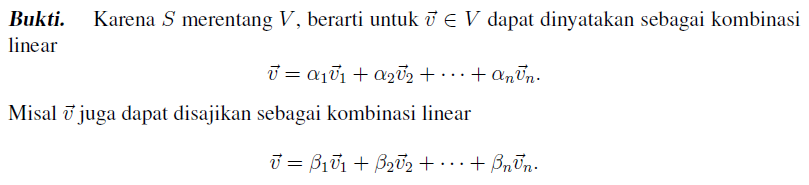 Bukti. Karena S merentang V, berarti untuk v⃗ ∈ V dapat dinyatakan sebagai kombinasi
linear
v⃗ = α₁v⃗₁ + α₂v⃗₂ + ⋯ + αₙv⃗ₙ.
Misal v⃗ juga dapat disajikan sebagai kombinasi linear
v⃗ = β₁v⃗₁ + β₂v⃗₂ + ⋯ + βₙv⃗ₙ.